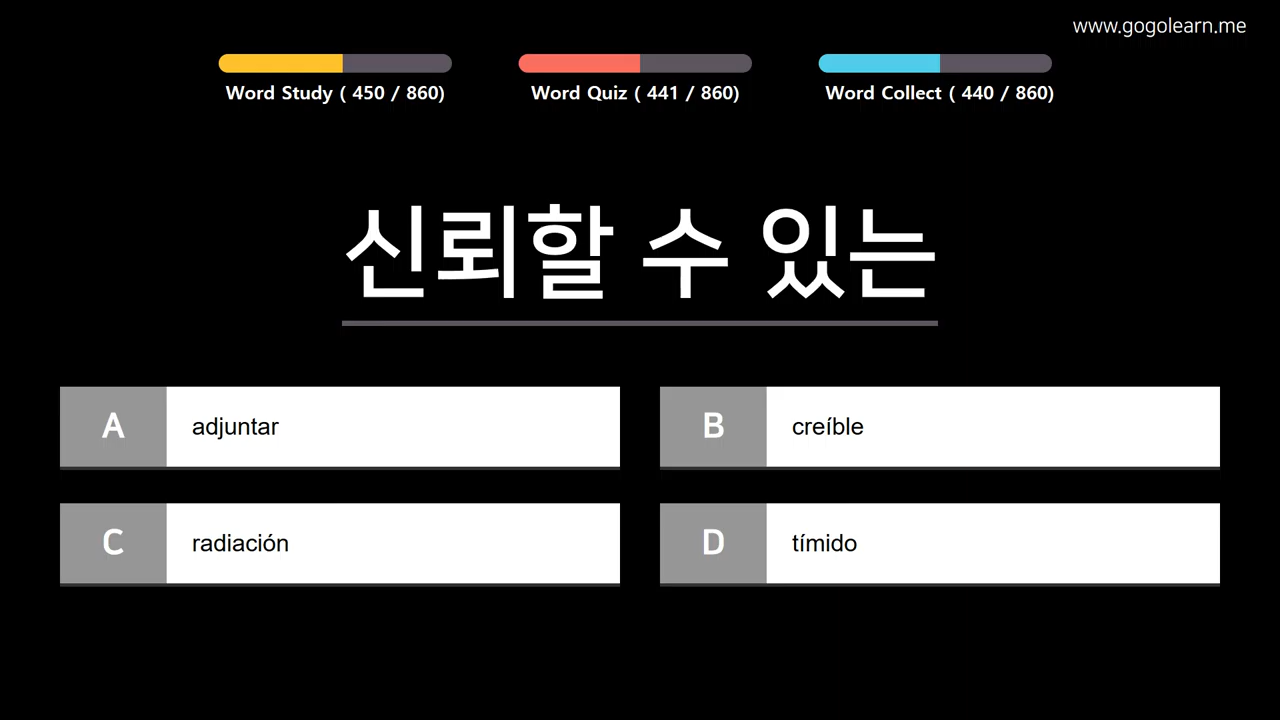 www.gogolearn.me
Word Study ( 450 / 860)
Word Quiz ( 441 / 860)
Word Collect ( 440 / 860)
신뢰할 수 있는
A adjuntar
B creíble
C radiación
D tímido